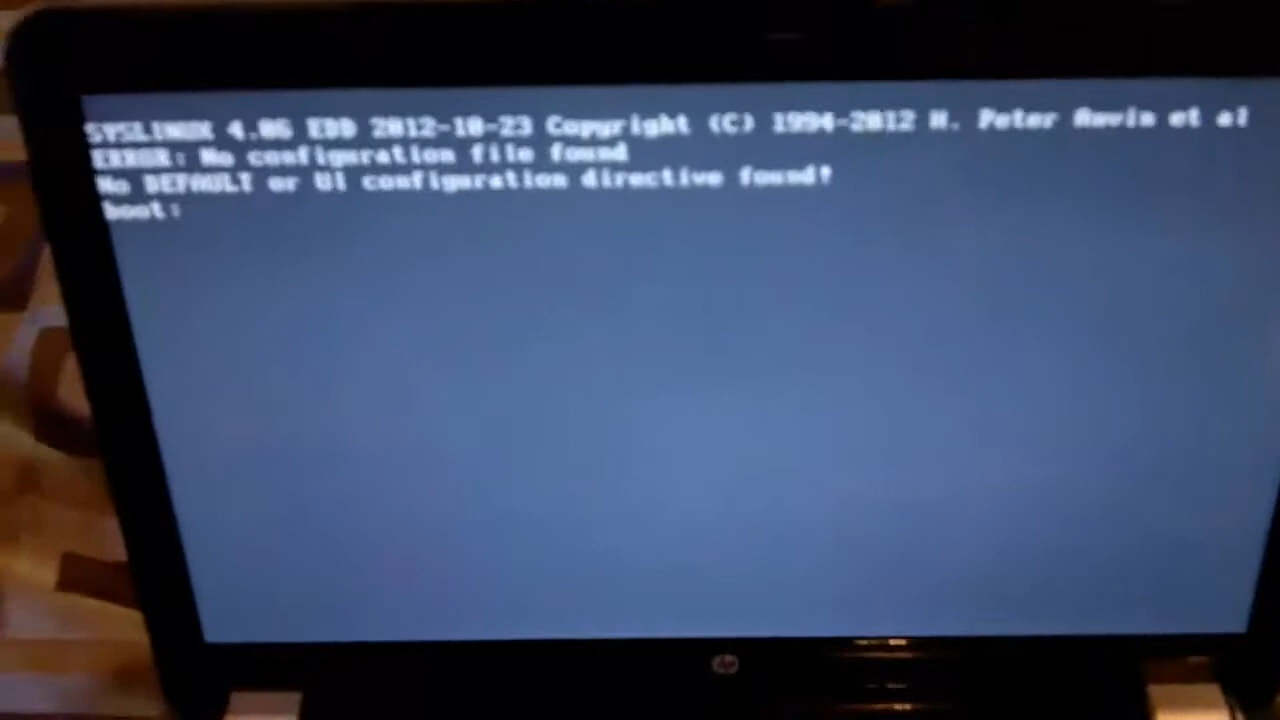 SYSLINUX 4.06 EDD 2012-10-23 Copyright (C) 1994-2012 H. Peter Anvin et al
ERROR: No configuration file found
No DEFAULT or UI configuration directive found!
boot:
hp